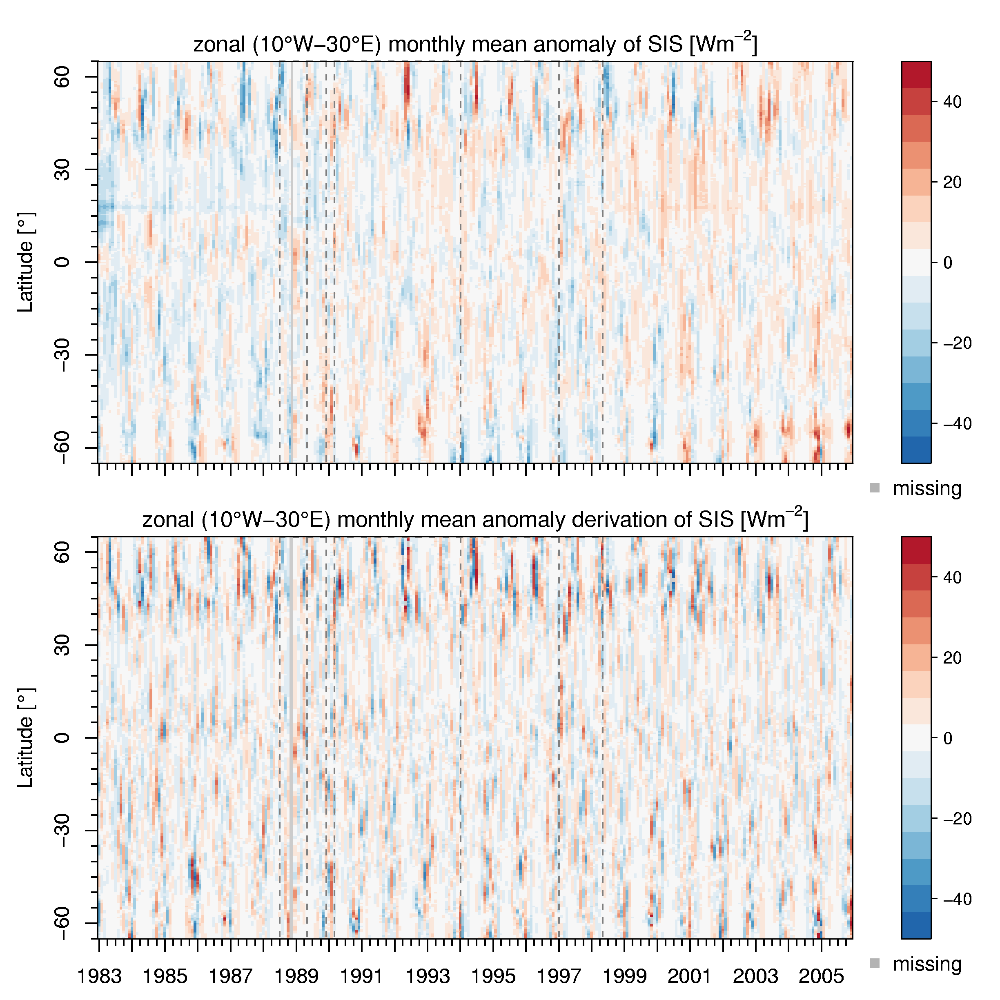 zonal (10°W−30°E) monthly mean anomaly of SIS [Wm−2]
60
30
0
−30
−60
Latitude [°]
40
20
0
−20
−40
missing
zonal (10°W−30°E) monthly mean anomaly derivation of SIS [Wm−2]
60
30
0
−30
−60
Latitude [°]
40
20
0
−20
−40
missing
1983 1985 1987 1989 1991 1993 1995 1997 1999 2001 2003 2005